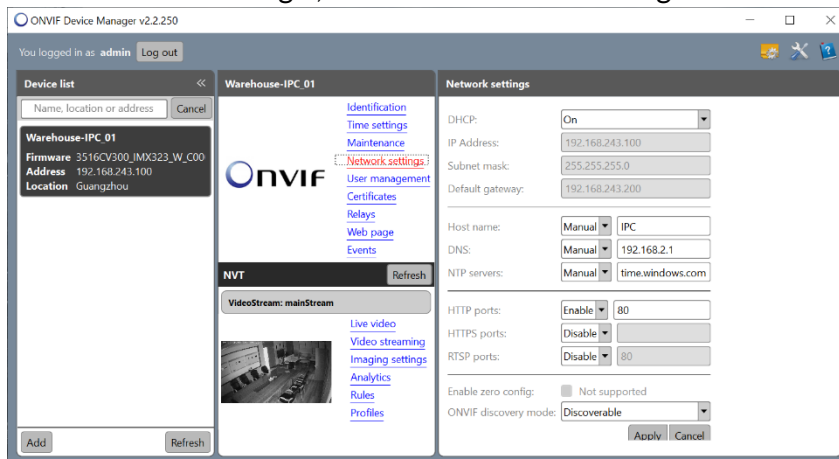 ONVIF Device Manager v2.2.250
You logged in as admin Log out
Device list «
Name, location or address Cancel
Warehouse-IPC_01
Firmware 3516CV300_IMX323_W_C00
Address 192.168.243.100
Location Guangzhou
Add Refresh
Warehouse-IPC_01
ONVIF
Identification
Time settings
Maintenance
Network settings
User management
Certificates
Relays
Web page
Events
NVT Refresh
VideoStream: mainStream
Live video
Video streaming
Imaging settings
Analytics
Rules
Profiles
Network settings
DHCP: On
IP Address: 192.168.243.100
Subnet mask: 255.255.255.0
Default gateway: 192.168.243.200
Host name: Manual IPC
DNS: Manual 192.168.2.1
NTP servers: Manual time.windows.com
HTTP ports: Enable 80
HTTPS ports: Disable
RTSP ports: Disable 80
Enable zero config: Not supported
ONVIF discovery mode: Discoverable
Apply Cancel